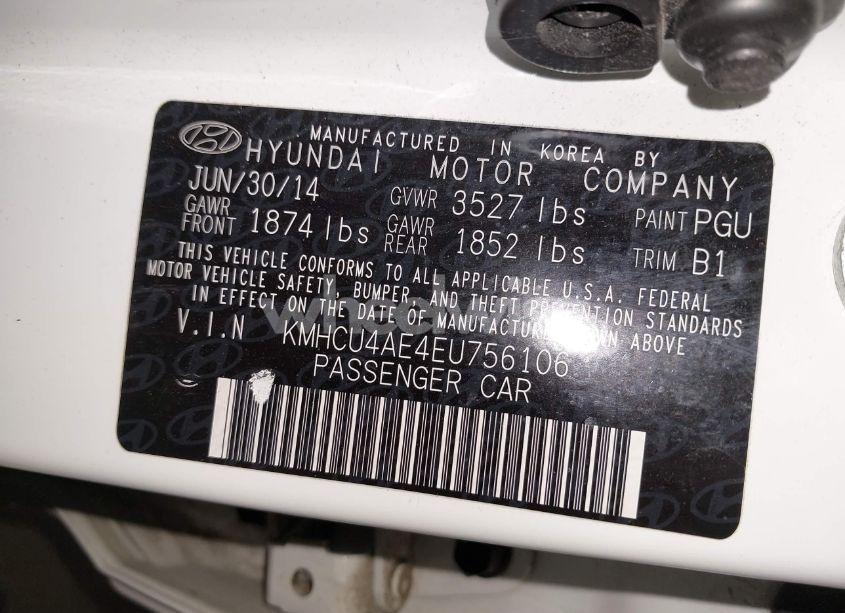 MANUFACTURED IN KOREA BY
HYUNDAI MOTOR COMPANY
JUN/30/14 GVWR 3527 lbs PAINT PGU
GAWR FRONT 1874 lbs GAWR REAR 1852 lbs TRIM B1
THIS VEHICLE CONFORMS TO ALL APPLICABLE U.S.A. FEDERAL
MOTOR VEHICLE SAFETY, BUMPER, AND THEFT PREVENTION STANDARDS
IN EFFECT ON THE DATE OF MANUFACTURE SHOWN ABOVE.
V.I.N KMHCU4AE4EU756106
PASSENGER CAR